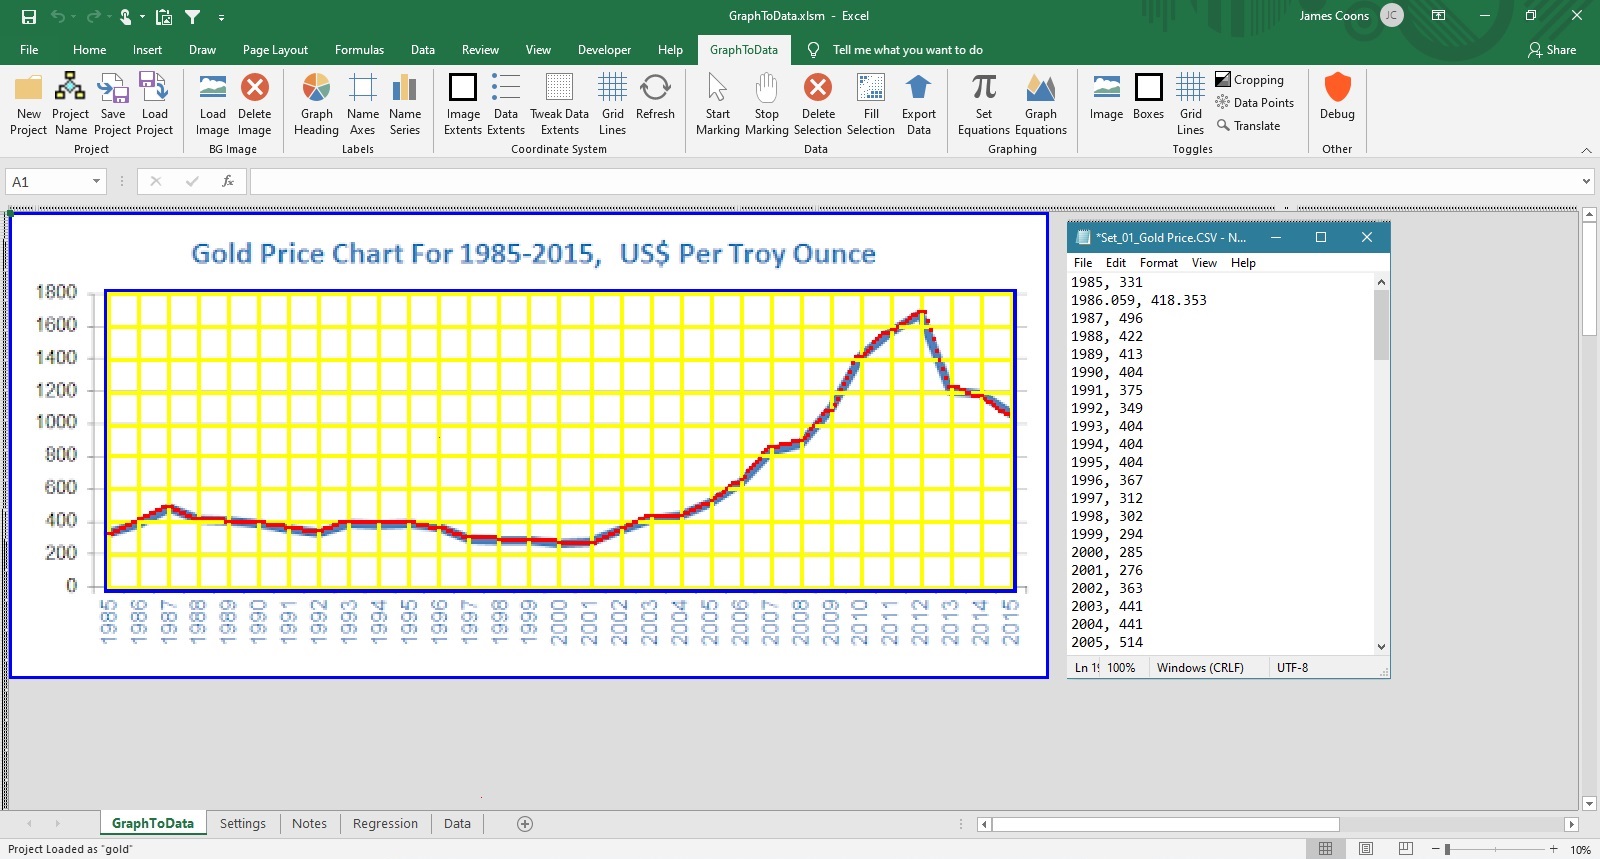 GraphToData.xlsm - Excel
James Coons JC
File Home Insert Draw Page Layout Formulas Data Review View Developer Help GraphToData Tell me what you want to do Share
New Project
Project Name
Save Project
Load Project
Project
Load Image
Delete Image
BG Image
Graph Heading
Name Axes
Name Series
Labels
Image Extents
Data Extents
Tweak Data Extents
Grid Lines
Refresh
Coordinate System
Start Marking
Stop Marking
Delete Selection
Fill Selection
Export Data
Data
Set Equations
Graph Equations
Graphing
Image
Boxes
Grid Lines
Cropping
Data Points
Translate
Toggles
Debug
Other
A1
fx
Gold Price Chart For 1985-2015, US$ Per Troy Ounce
1800
1600
1400
1200
1000
800
600
400
200
0
1985
1986
1987
1988
1989
1990
1991
1992
1993
1994
1995
1996
1997
1998
1999
2000
2001
2002
2003
2004
2005
2006
2007
2008
2009
2010
2011
2012
2013
2014
2015
*Set_01_Gold Price.CSV - N...
File Edit Format View Help
1985, 331
1986.059, 418.353
1987, 496
1988, 422
1989, 413
1990, 404
1991, 375
1992, 349
1993, 404
1994, 404
1995, 404
1996, 367
1997, 312
1998, 302
1999, 294
2000, 285
2001, 276
2002, 363
2003, 441
2004, 441
2005, 514
Ln 100% Windows (CRLF) UTF-8
GraphToData Settings Notes Regression Data
Project Loaded as "gold"
10%